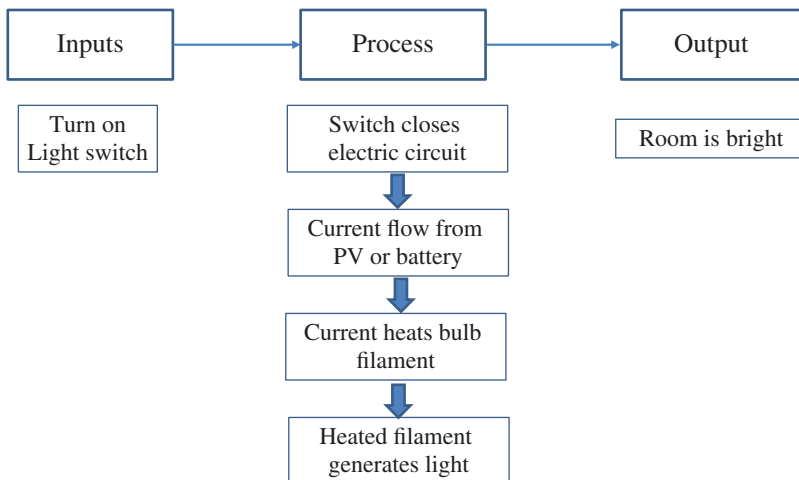 Inputs
Process
Output
Turn on
Light switch
Switch closes
electric circuit
Room is bright
Current flow from
PV or battery
Current heats bulb
filament
Heated filament
generates light